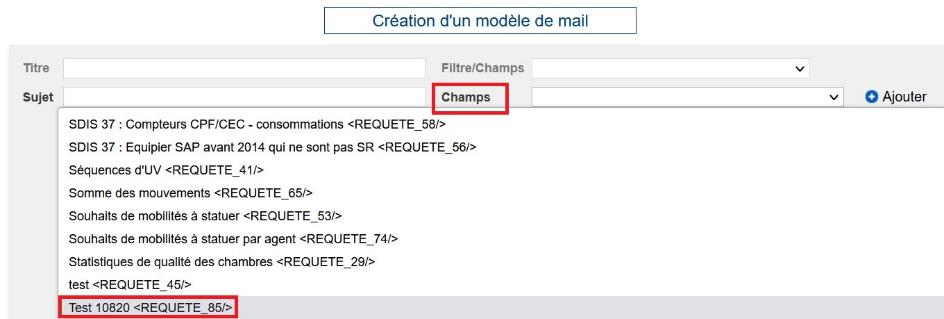 Création d'un modèle de mail
Titre Filtre/Champs
Sujet Champs Ajouter
SDIS 37 : Compteurs CPF/CEC - consommations <REQUETE_58/>
SDIS 37 : Equipier SAP avant 2014 qui ne sont pas SR <REQUETE_56/>
Séquences d'UV <REQUETE_41/>
Somme des mouvements <REQUETE_65/>
Souhaits de mobilités à statuer <REQUETE_53/>
Souhaits de mobilités à statuer par agent <REQUETE_74/>
Statistiques de qualité des chambres <REQUETE_29/>
test <REQUETE_45/>
Test 10820 <REQUETE_85/>